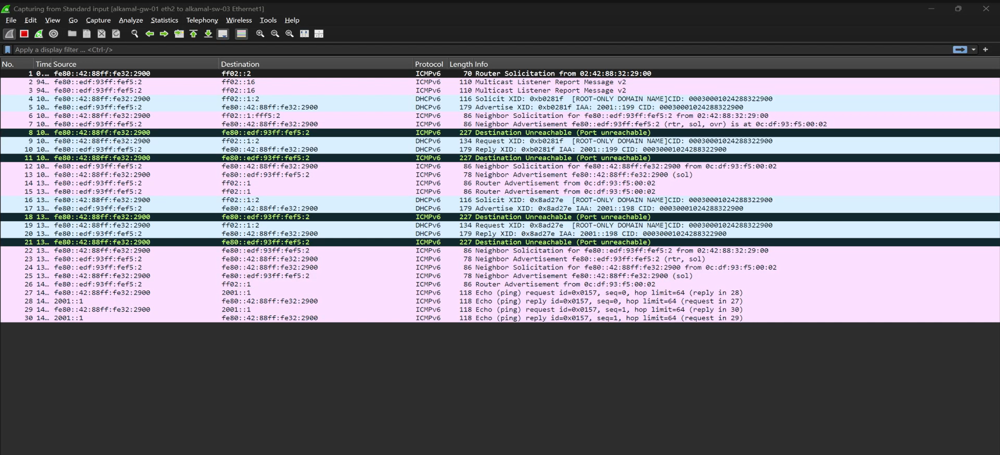 Capturing from Standard input [alkamal-gw-01 eth2 to alkamal-sw-03 Ethernet1]
File Edit View Go Capture Analyze Statistics Telephony Wireless Tools Help
Apply a display filter ... <Ctrl-/>
No. Time Source Destination Protocol Length Info
1 0.… fe80::42:88ff:fe32:2900 ff02::2 ICMPv6 70 Router Solicitation from 02:42:88:32:29:00
2 94… fe80::edf:93ff:fef5:2 ff02::16 ICMPv6 110 Multicast Listener Report Message v2
3 94… fe80::edf:93ff:fef5:2 ff02::16 ICMPv6 110 Multicast Listener Report Message v2
4 10… fe80::42:88ff:fe32:2900 ff02::1:2 DHCPv6 116 Solicit XID: 0xb0281f [ROOT-ONLY DOMAIN NAME]CID: 00030001024288322900
5 10… fe80::edf:93ff:fef5:2 fe80::42:88ff:fe32:2900 DHCPv6 179 Advertise XID: 0xb0281f IAA: 2001::199 CID: 00030001024288322900
6 10… fe80::42:88ff:fe32:2900 ff02::1:fff5:2 ICMPv6 86 Neighbor Solicitation for fe80::edf:93ff:fef5:2 from 02:42:88:32:29:00
7 10… fe80::edf:93ff:fef5:2 fe80::42:88ff:fe32:2900 ICMPv6 86 Neighbor Advertisement fe80::edf:93ff:fef5:2 (rtr, sol, ovr) is at 0c:df:93:f5:00:02
8 10… fe80::42:88ff:fe32:2900 fe80::edf:93ff:fef5:2 ICMPv6 227 Destination Unreachable (Port unreachable)
9 10… fe80::42:88ff:fe32:2900 ff02::1:2 DHCPv6 134 Request XID: 0xb0281f [ROOT-ONLY DOMAIN NAME]CID: 00030001024288322900
10 10… fe80::edf:93ff:fef5:2 fe80::42:88ff:fe32:2900 DHCPv6 179 Reply XID: 0xb0281f IAA: 2001::199 CID: 00030001024288322900
11 10… fe80::42:88ff:fe32:2900 fe80::edf:93ff:fef5:2 ICMPv6 227 Destination Unreachable (Port unreachable)
12 10… fe80::edf:93ff:fef5:2 fe80::42:88ff:fe32:2900 ICMPv6 86 Neighbor Solicitation for fe80::42:88ff:fe32:2900 from 0c:df:93:f5:00:02
13 10… fe80::42:88ff:fe32:2900 fe80::edf:93ff:fef5:2 ICMPv6 78 Neighbor Advertisement fe80::42:88ff:fe32:2900 (sol)
14 13… fe80::edf:93ff:fef5:2 ff02::1 ICMPv6 86 Router Advertisement from 0c:df:93:f5:00:02
15 13… fe80::edf:93ff:fef5:2 ff02::1 ICMPv6 86 Router Advertisement from 0c:df:93:f5:00:02
16 13… fe80::42:88ff:fe32:2900 ff02::1:2 DHCPv6 116 Solicit XID: 0x8ad27e [ROOT-ONLY DOMAIN NAME]CID: 00030001024288322900
17 13… fe80::edf:93ff:fef5:2 fe80::42:88ff:fe32:2900 DHCPv6 179 Advertise XID: 0x8ad27e IAA: 2001::198 CID: 00030001024288322900
18 13… fe80::42:88ff:fe32:2900 fe80::edf:93ff:fef5:2 ICMPv6 227 Destination Unreachable (Port unreachable)
19 13… fe80::42:88ff:fe32:2900 ff02::1:2 DHCPv6 134 Request XID: 0x8ad27e [ROOT-ONLY DOMAIN NAME]CID: 00030001024288322900
20 13… fe80::edf:93ff:fef5:2 fe80::42:88ff:fe32:2900 DHCPv6 179 Reply XID: 0x8ad27e IAA: 2001::198 CID: 00030001024288322900
21 13… fe80::42:88ff:fe32:2900 fe80::edf:93ff:fef5:2 ICMPv6 227 Destination Unreachable (Port unreachable)
22 13… fe80::42:88ff:fe32:2900 fe80::edf:93ff:fef5:2 ICMPv6 86 Neighbor Solicitation for fe80::edf:93ff:fef5:2 from 02:42:88:32:29:00
23 13… fe80::edf:93ff:fef5:2 fe80::42:88ff:fe32:2900 ICMPv6 78 Neighbor Advertisement fe80::edf:93ff:fef5:2 (rtr, sol)
24 13… fe80::edf:93ff:fef5:2 fe80::42:88ff:fe32:2900 ICMPv6 86 Neighbor Solicitation for fe80::42:88ff:fe32:2900 from 0c:df:93:f5:00:02
25 13… fe80::42:88ff:fe32:2900 fe80::edf:93ff:fef5:2 ICMPv6 78 Neighbor Advertisement fe80::42:88ff:fe32:2900 (sol)
26 14… fe80::edf:93ff:fef5:2 ff02::1 ICMPv6 86 Router Advertisement from 0c:df:93:f5:00:02
27 14… fe80::42:88ff:fe32:2900 2001::1 ICMPv6 118 Echo (ping) request id=0x0157, seq=0, hop limit=64 (reply in 28)
28 14… 2001::1 fe80::42:88ff:fe32:2900 ICMPv6 118 Echo (ping) reply id=0x0157, seq=0, hop limit=64 (request in 27)
29 14… fe80::42:88ff:fe32:2900 2001::1 ICMPv6 118 Echo (ping) request id=0x0157, seq=1, hop limit=64 (reply in 30)
30 14… 2001::1 fe80::42:88ff:fe32:2900 ICMPv6 118 Echo (ping) reply id=0x0157, seq=1, hop limit=64 (request in 29)